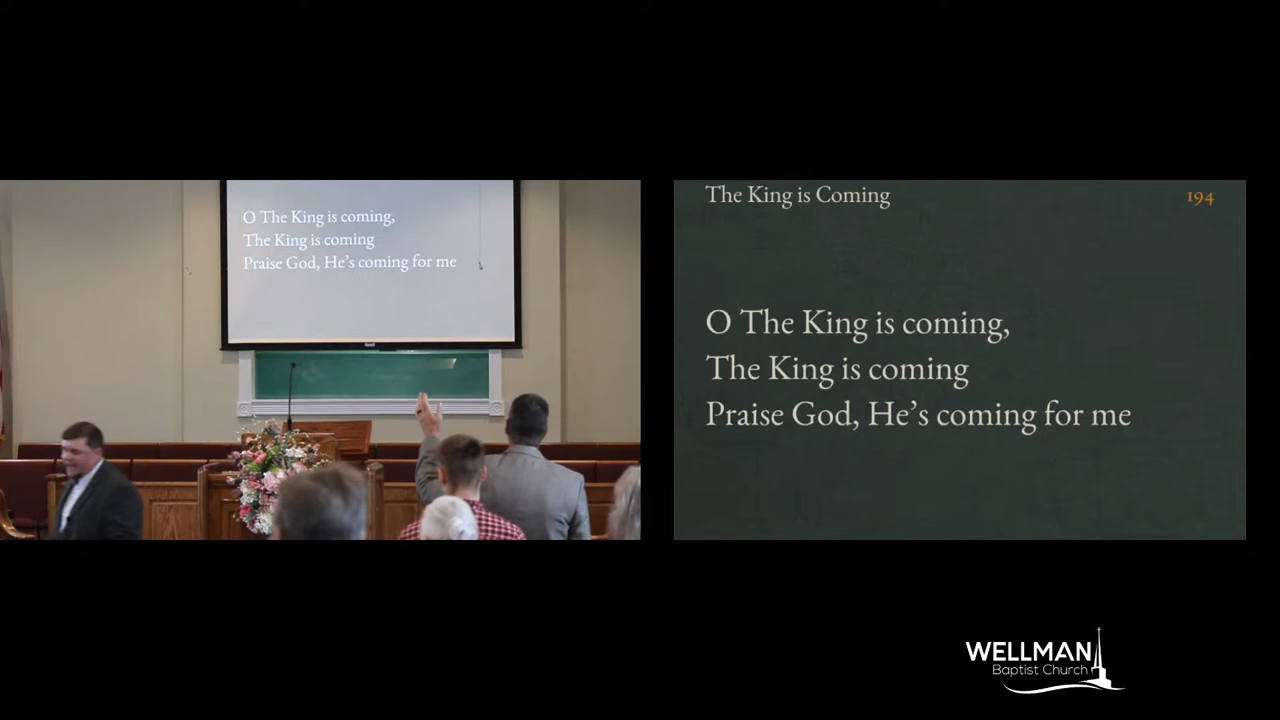 O The King is coming,
The King is coming
Praise God, He's coming for me
The King is Coming
194
O The King is coming,
The King is coming
Praise God, He's coming for me
WELLMAN
Baptist Church